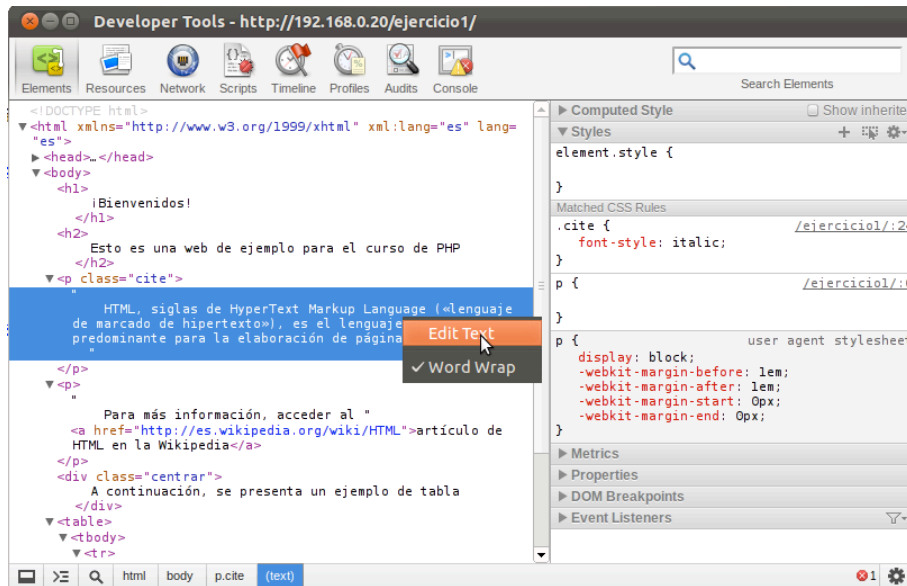 Developer Tools - http://192.168.0.20/ejercicio1/
Elements Resources Network Scripts Timeline Profiles Audits Console
Search Elements
<!DOCTYPE html>
<html xmlns="http://www.w3.org/1999/xhtml" xml:lang="es" lang=
"es">
<head>…</head>
<body>
<h1>
¡Bienvenidos!
</h1>
<h2>
Esto es una web de ejemplo para el curso de PHP
</h2>
<p class="cite">
"
HTML, siglas de HyperText Markup Language («lenguaje
de marcado de hipertexto»), es el lenguaje
predominante para la elaboración de página
"
</p>
<p>
"
Para más información, acceder al "
<a href="http://es.wikipedia.org/wiki/HTML">artículo de
HTML en la Wikipedia</a>
</p>
<div class="centrar">
A continuación, se presenta un ejemplo de tabla
</div>
<table>
<tbody>
<tr>
Edit Text
✓ Word Wrap
Computed Style Show inherite
Styles
element.style {
}
Matched CSS Rules
.cite { /ejercicio1/:24
font-style: italic;
}
p { /ejercicio1/:
}
p { user agent stylesheet
display: block;
-webkit-margin-before: 1em;
-webkit-margin-after: 1em;
-webkit-margin-start: 0px;
-webkit-margin-end: 0px;
}
Metrics
Properties
DOM Breakpoints
Event Listeners
html body p.cite (text) 1